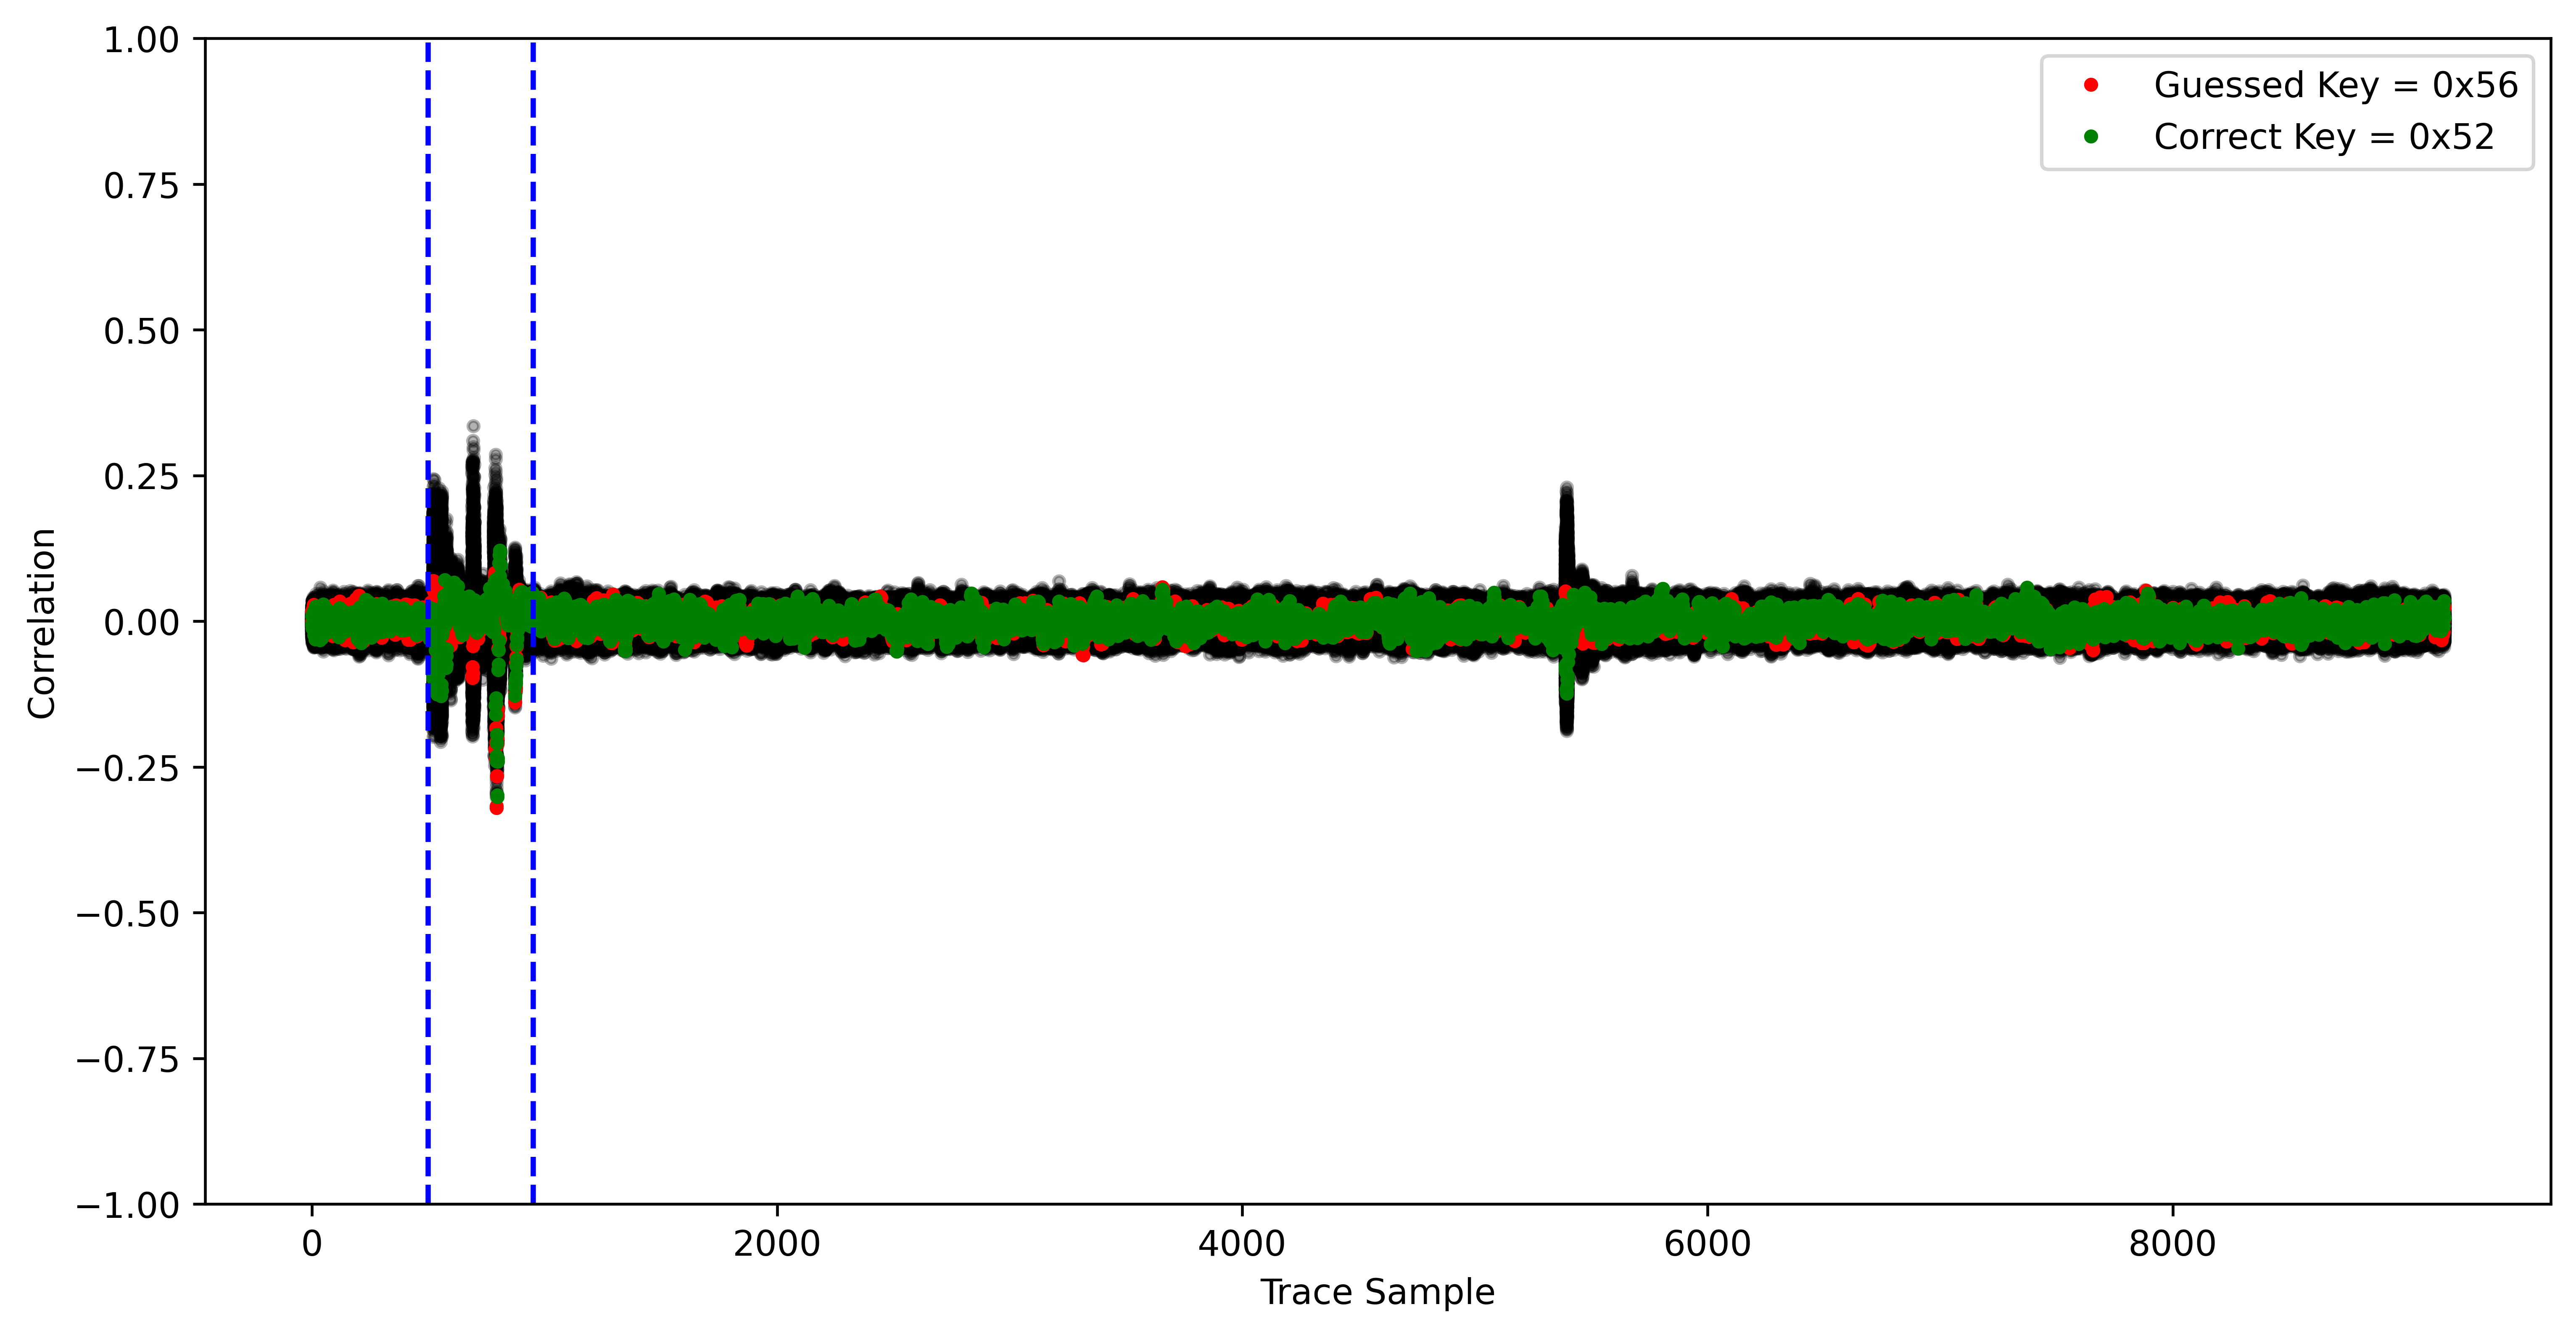 Guessed Key = 0x56
Correct Key = 0x52
1.00
0.75
0.50
0.25
0.00
−0.25
−0.50
−0.75
−1.00
Correlation
0 2000 4000 6000 8000
Trace Sample